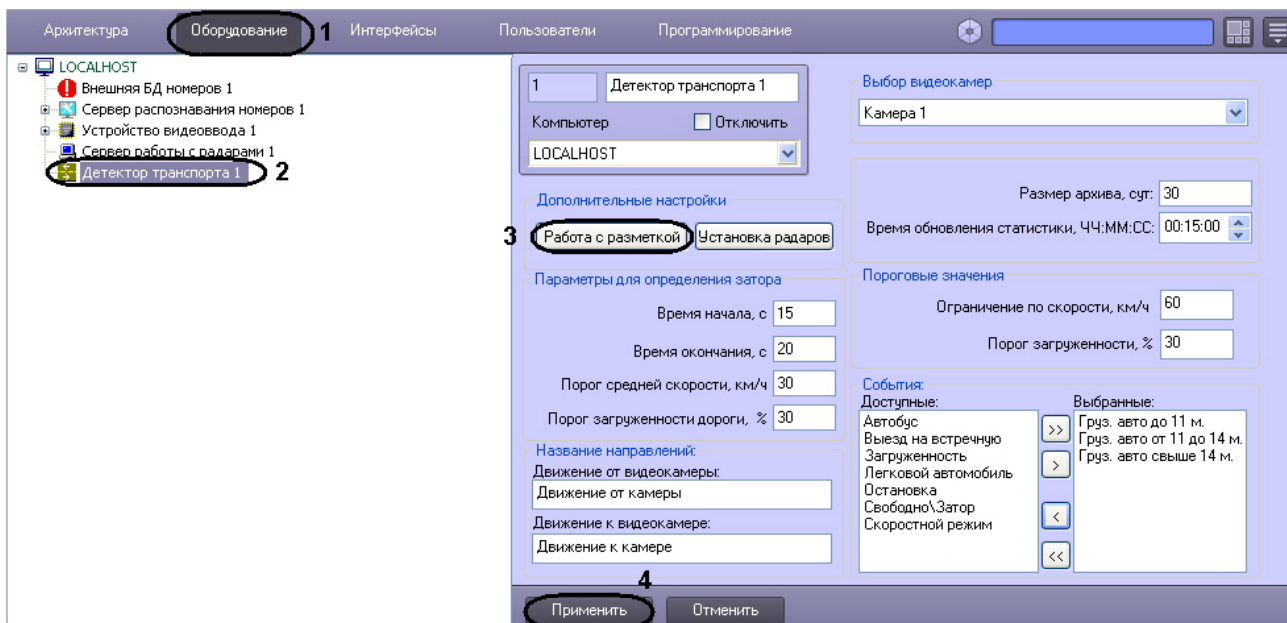 Архитектура Оборудование 1 Интерфейсы Пользователи Программирование
LOCALHOST
Внешняя БД номеров 1
Сервер распознавания номеров 1
Устройство видеоввода 1
Сервер работы с радарами 1
Детектор транспорта 1 2
1 Детектор транспорта 1
Компьютер Отключить
LOCALHOST
Дополнительные настройки
3 Работа с разметкой Установка радаров
Параметры для определения затора
Время начала, с 15
Время окончания, с 20
Порог средней скорости, км/ч 30
Порог загруженности дороги, % 30
Название направлений:
Движение от видеокамеры:
Движение от камеры
Движение к видеокамере:
Движение к камере
Выбор видеокамер
Камера 1
Размер архива, сут: 30
Время обновления статистики, ЧЧ:ММ:СС: 00:15:00
Пороговые значения
Ограничение по скорости, км/ч 60
Порог загруженности, % 30
События:
Доступные:
Автобус
Выезд на встречную
Загруженность
Легковой автомобиль
Остановка
Свободно\Затор
Скоростной режим
>>
>
<
<<
Выбранные:
Груз. авто до 11 м.
Груз. авто от 11 до 14 м.
Груз. авто свыше 14 м.
4
Применить Отменить